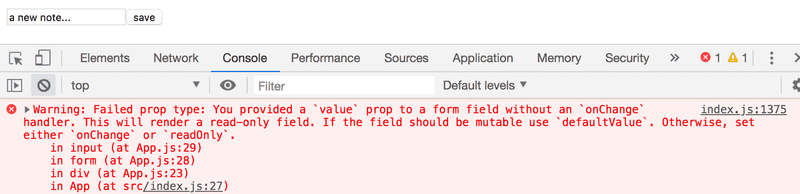 a new note... save
Elements Network Console Performance Sources Application Memory Security » 1 1
top Filter Default levels
Warning: Failed prop type: You provided a `value` prop to a form field without an `onChange` index.js:1375
handler. This will render a read-only field. If the field should be mutable use `defaultValue`. Otherwise, set
either `onChange` or `readOnly`.
in input (at App.js:29)
in form (at App.js:28)
in div (at App.js:23)
in App (at src/index.js:27)